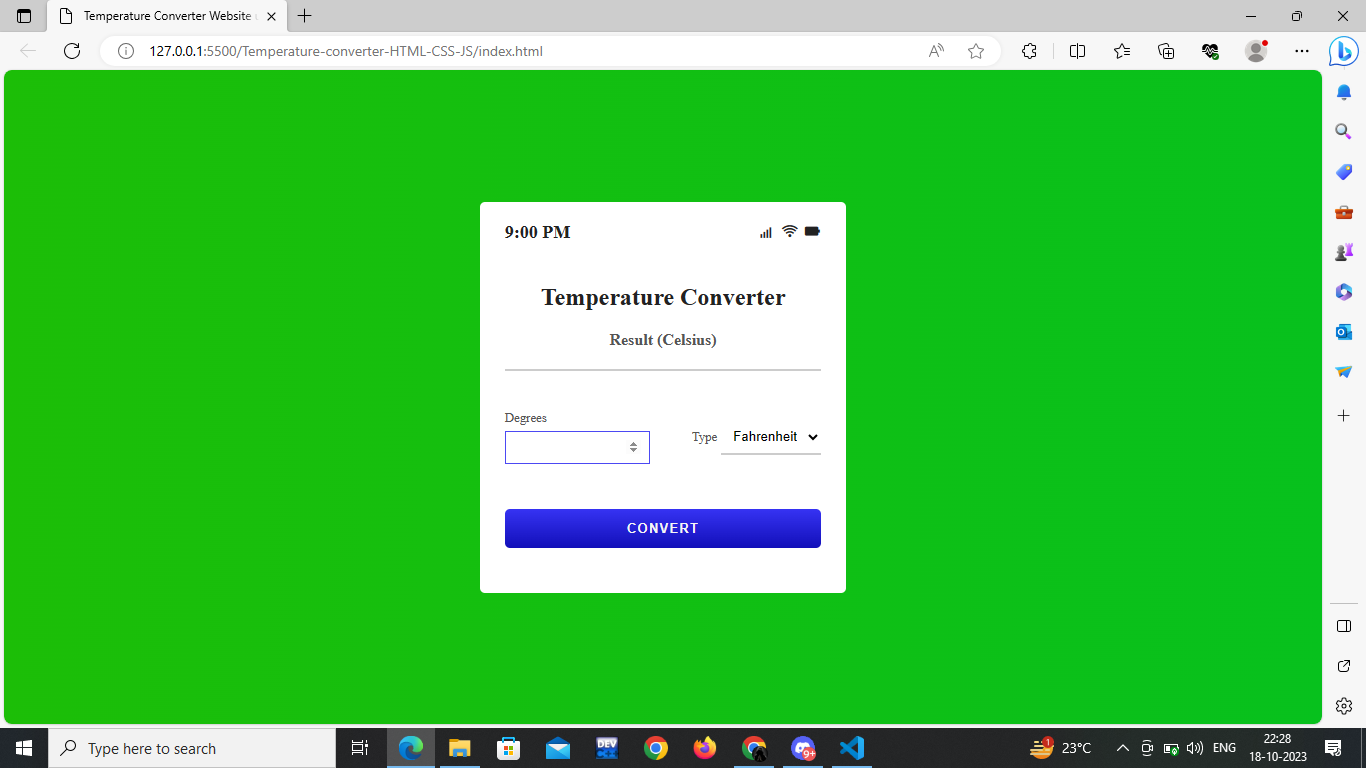 Temperature Converter Website
127.0.0.1:5500/Temperature-converter-HTML-CSS-JS/index.html
9:00 PM
Temperature Converter
Result (Celsius)
Degrees
Type
Fahrenheit
CONVERT
Type here to search
DEV
9+
1
23°C
ENG
22:28
18-10-2023